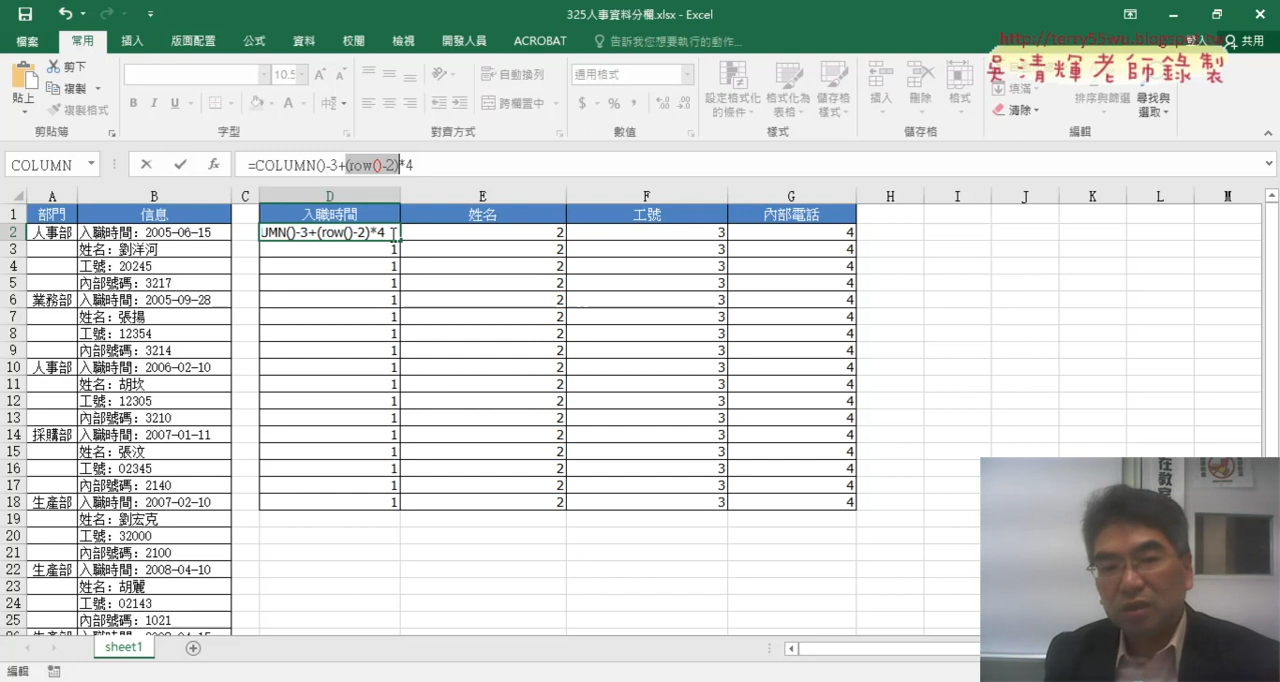 325人事資料分欄.xlsx - Excel
http://terry55wu.blogspot.tw
吳清輝老師錄製
檔案 常用 插入 版面配置 公式 資料 校閱 檢視 開發人員 ACROBAT 告訴我您想要執行的動作... 登入 共用
貼上 剪下 複製 複製格式 剪貼簿
10.5 B I U A 中 字型
自動換列 跨欄置中 對齊方式
通用格式 $ % 數值
設定格式化的條件 格式化為表格 儲存格樣式 樣式
插入 刪除 格式 儲存格
填滿 清除 排序與篩選 尋找與選取 編輯
COLUMN fx =COLUMN()-3+(row()-2)*4
A B C D E F G H I J K L M
1 部門 信息 入職時間 姓名 工號 內部電話
2 人事部 入職時間：2005-06-15 UMN()-3+(row()-2)*4 2 3 4
3 姓名：劉洋河 1 2 3 4
4 工號：20245 1 2 3 4
5 內部號碼：3217 1 2 3 4
6 業務部 入職時間：2005-09-28 1 2 3 4
7 姓名：張揚 1 2 3 4
8 工號：12354 1 2 3 4
9 內部號碼：3214 1 2 3 4
10 人事部 入職時間：2006-02-10 1 2 3 4
11 姓名：胡坎 1 2 3 4
12 工號：12305 1 2 3 4
13 內部號碼：3210 1 2 3 4
14 採購部 入職時間：2007-01-11 1 2 3 4
15 姓名：張汶 1 2 3 4
16 工號：02345 1 2 3 4
17 內部號碼：2140 1 2 3 4
18 生產部 入職時間：2007-02-10 1 2 3 4
19 姓名：劉宏克
20 工號：32000
21 內部號碼：2100
22 生產部 入職時間：2008-04-10
23 姓名：胡麗
24 工號：02143
25 內部號碼：1021
sheet1
編輯
在教室